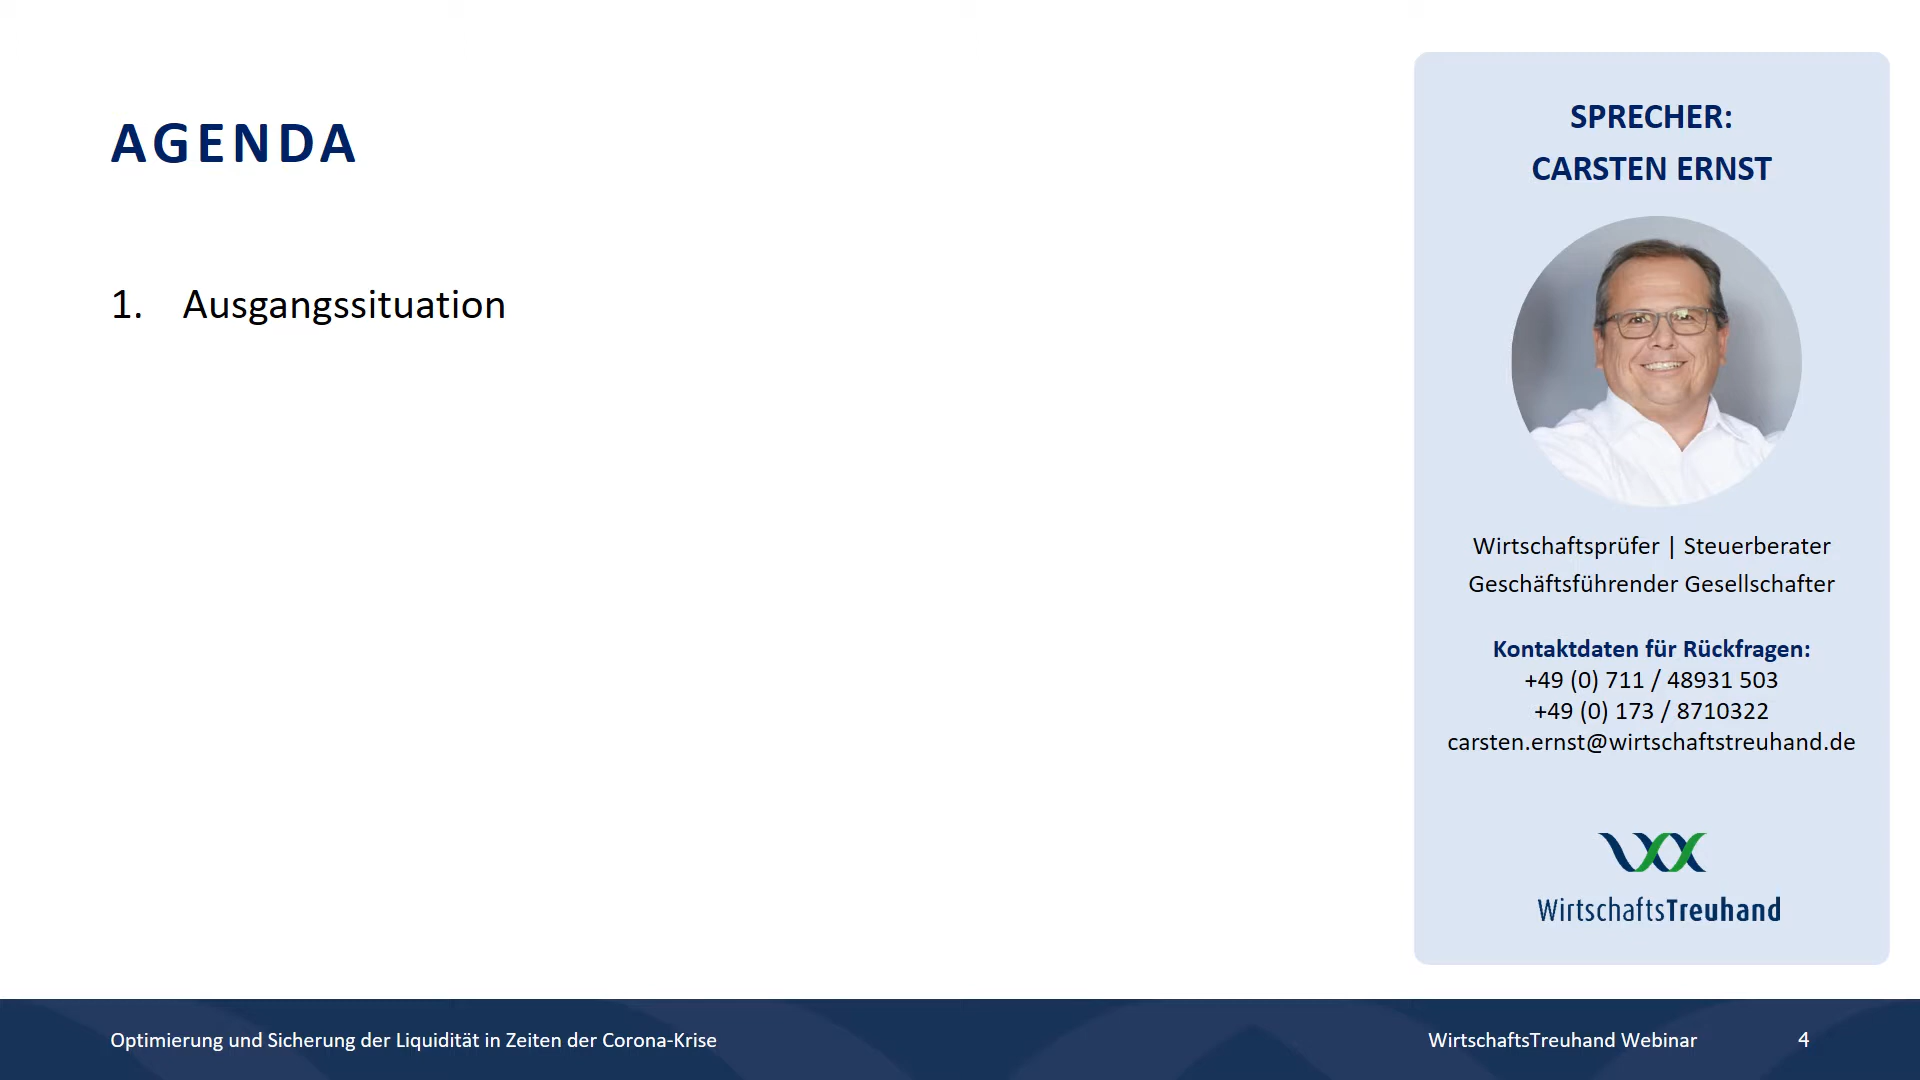 AGENDA
1. Ausgangssituation
SPRECHER:
CARSTEN ERNST
Wirtschaftsprüfer | Steuerberater
Geschäftsführender Gesellschafter
Kontaktdaten für Rückfragen:
+49 (0) 711 / 48931 503
+49 (0) 173 / 8710322
carsten.ernst@wirtschaftstreuhand.de
WirtschaftsTreuhand
Optimierung und Sicherung der Liquidität in Zeiten der Corona-Krise
WirtschaftsTreuhand Webinar
4